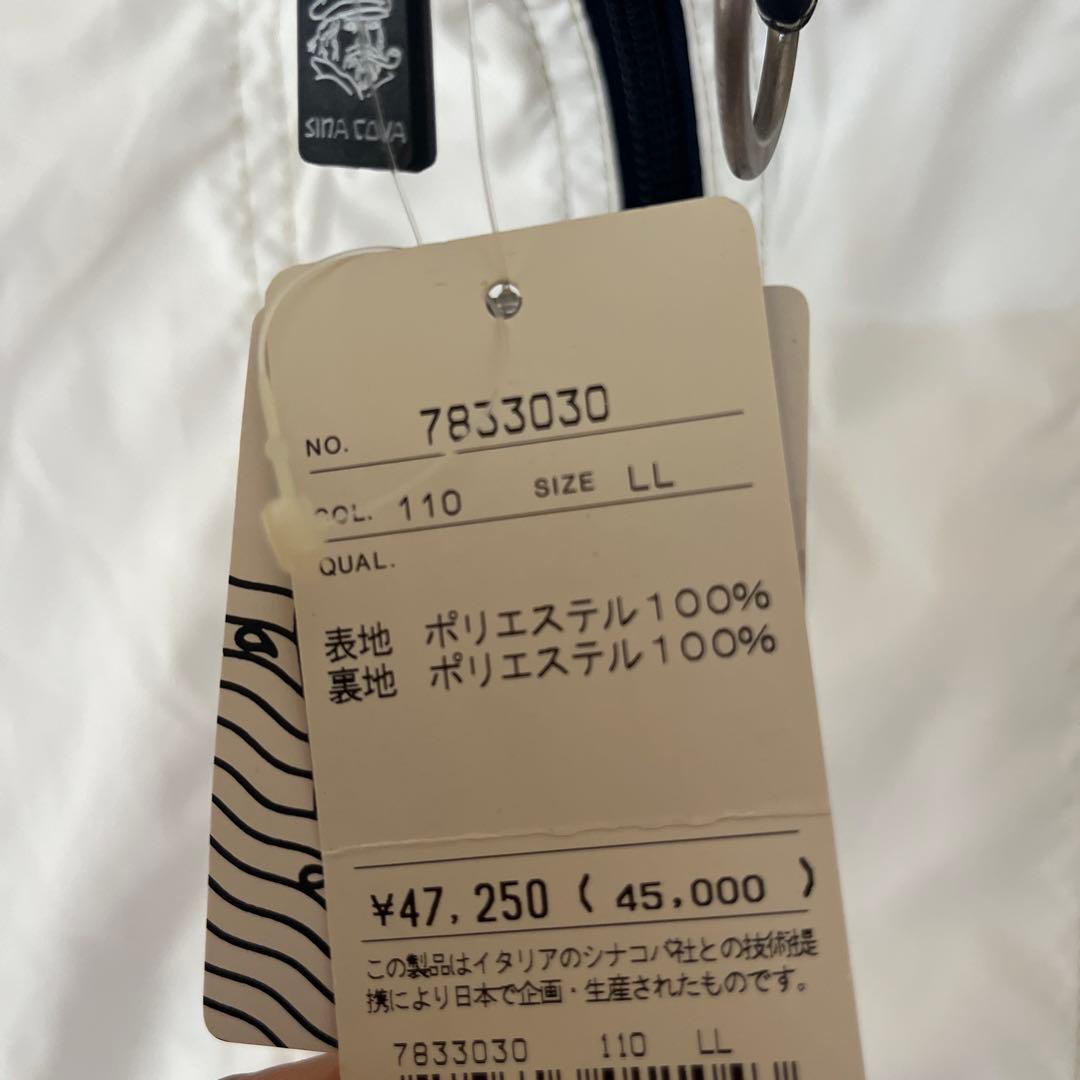 SINA COVA
NO. 7833030
COL. 110 SIZE LL
QUAL.
表地 ポリエステル100%
裏地 ポリエステル100%
¥47,250 ( 45,000 )
この製品はイタリアのシナコバ社との技術提
携により日本で企画・生産されたものです。
7833030 110 LL